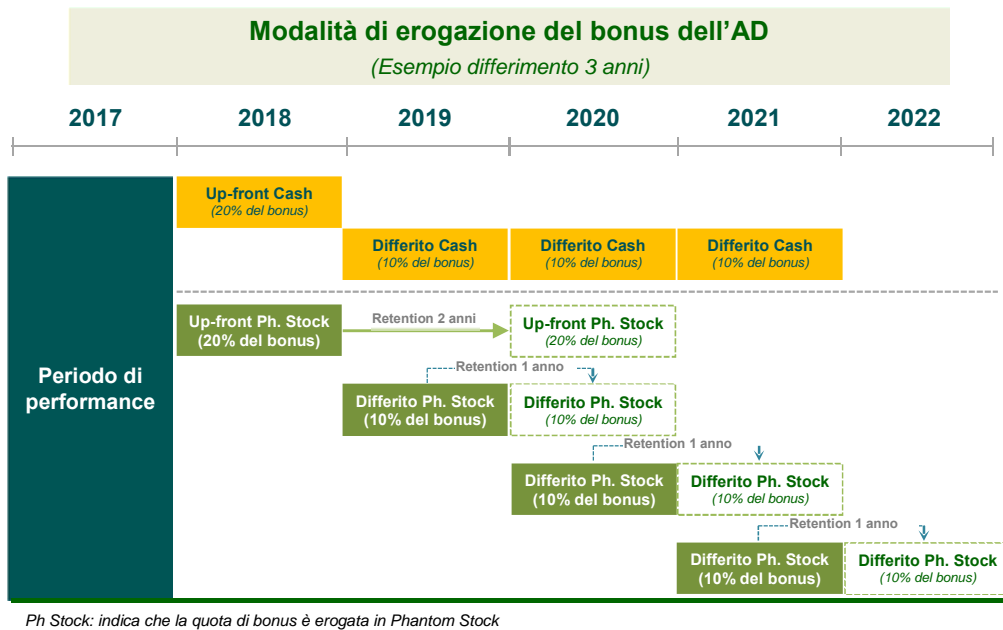 Modalità di erogazione del bonus dell'AD
(Esempio differimento 3 anni)
2017 2018 2019 2020 2021 2022
Up-front Cash
(20% del bonus)
Differito Cash Differito Cash Differito Cash
(10% del bonus) (10% del bonus) (10% del bonus)
Periodo di
performance
Up-front Ph. Stock
(20% del bonus)
Retention 2 anni
Up-front Ph. Stock
(20% del bonus)
Retention 1 anno
Differito Ph. Stock Differito Ph. Stock
(10% del bonus) (10% del bonus)
Retention 1 anno
Differito Ph. Stock Differito Ph. Stock
(10% del bonus) (10% del bonus)
Retention 1 anno
Differito Ph. Stock Differito Ph. Stock
(10% del bonus) (10% del bonus)
Ph Stock: indica che la quota di bonus è erogata in Phantom Stock